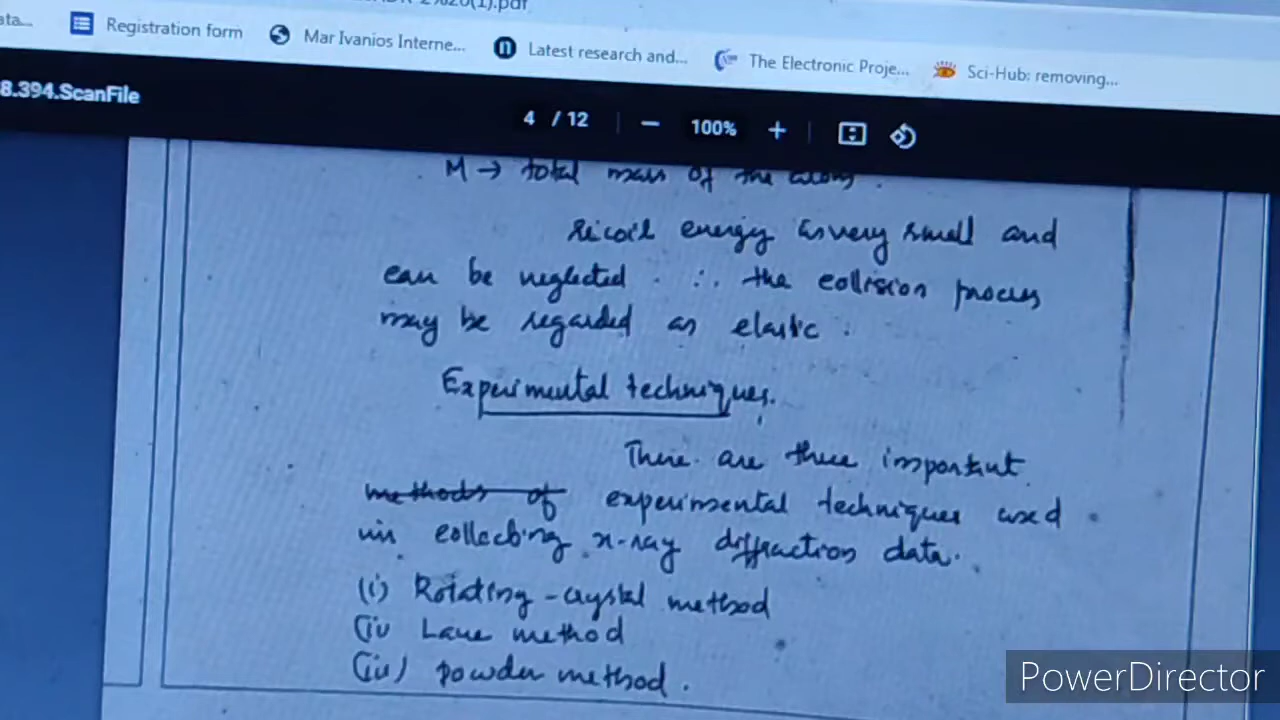 (1).pdf
Registration form
Mar Ivanios Interne...
Latest research and...
The Electronic Proje...
Sci-Hub: removing...
8.394.ScanFile
4 / 12
100%
M → total mass of the atom.
Recoil energy is very small and
can be neglected. ∴ the collision process
may be regarded as elastic.
Experimental techniques.
There are three important
methods of experimental techniques used
in collecting x-ray diffraction data.
(i) Rotating-crystal method
(ii) Laue method
(iii) powder method.
PowerDirector